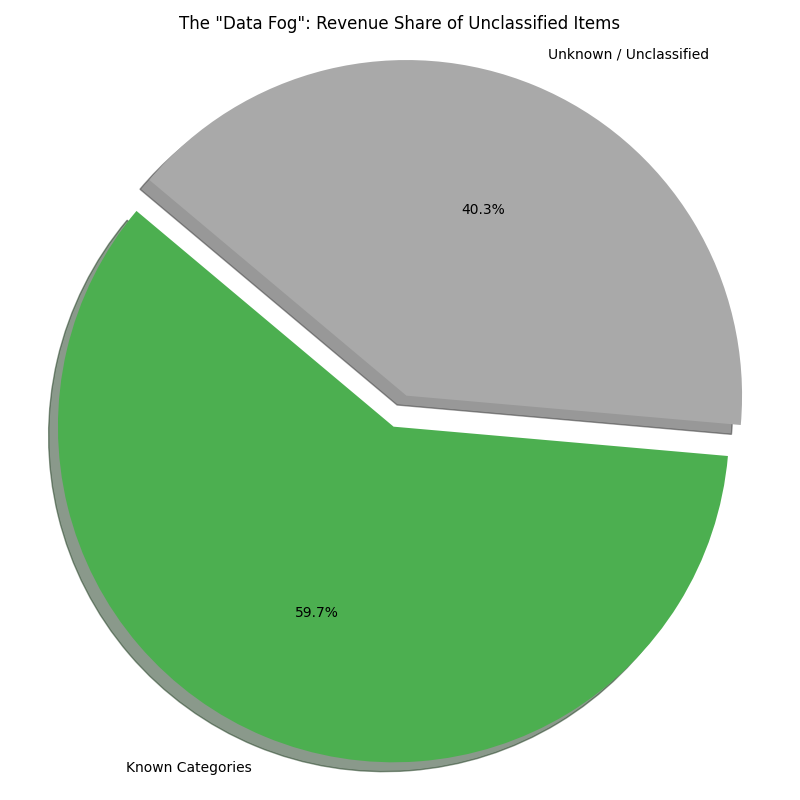 The "Data Fog": Revenue Share of Unclassified Items
Unknown / Unclassified
40.3%
59.7%
Known Categories